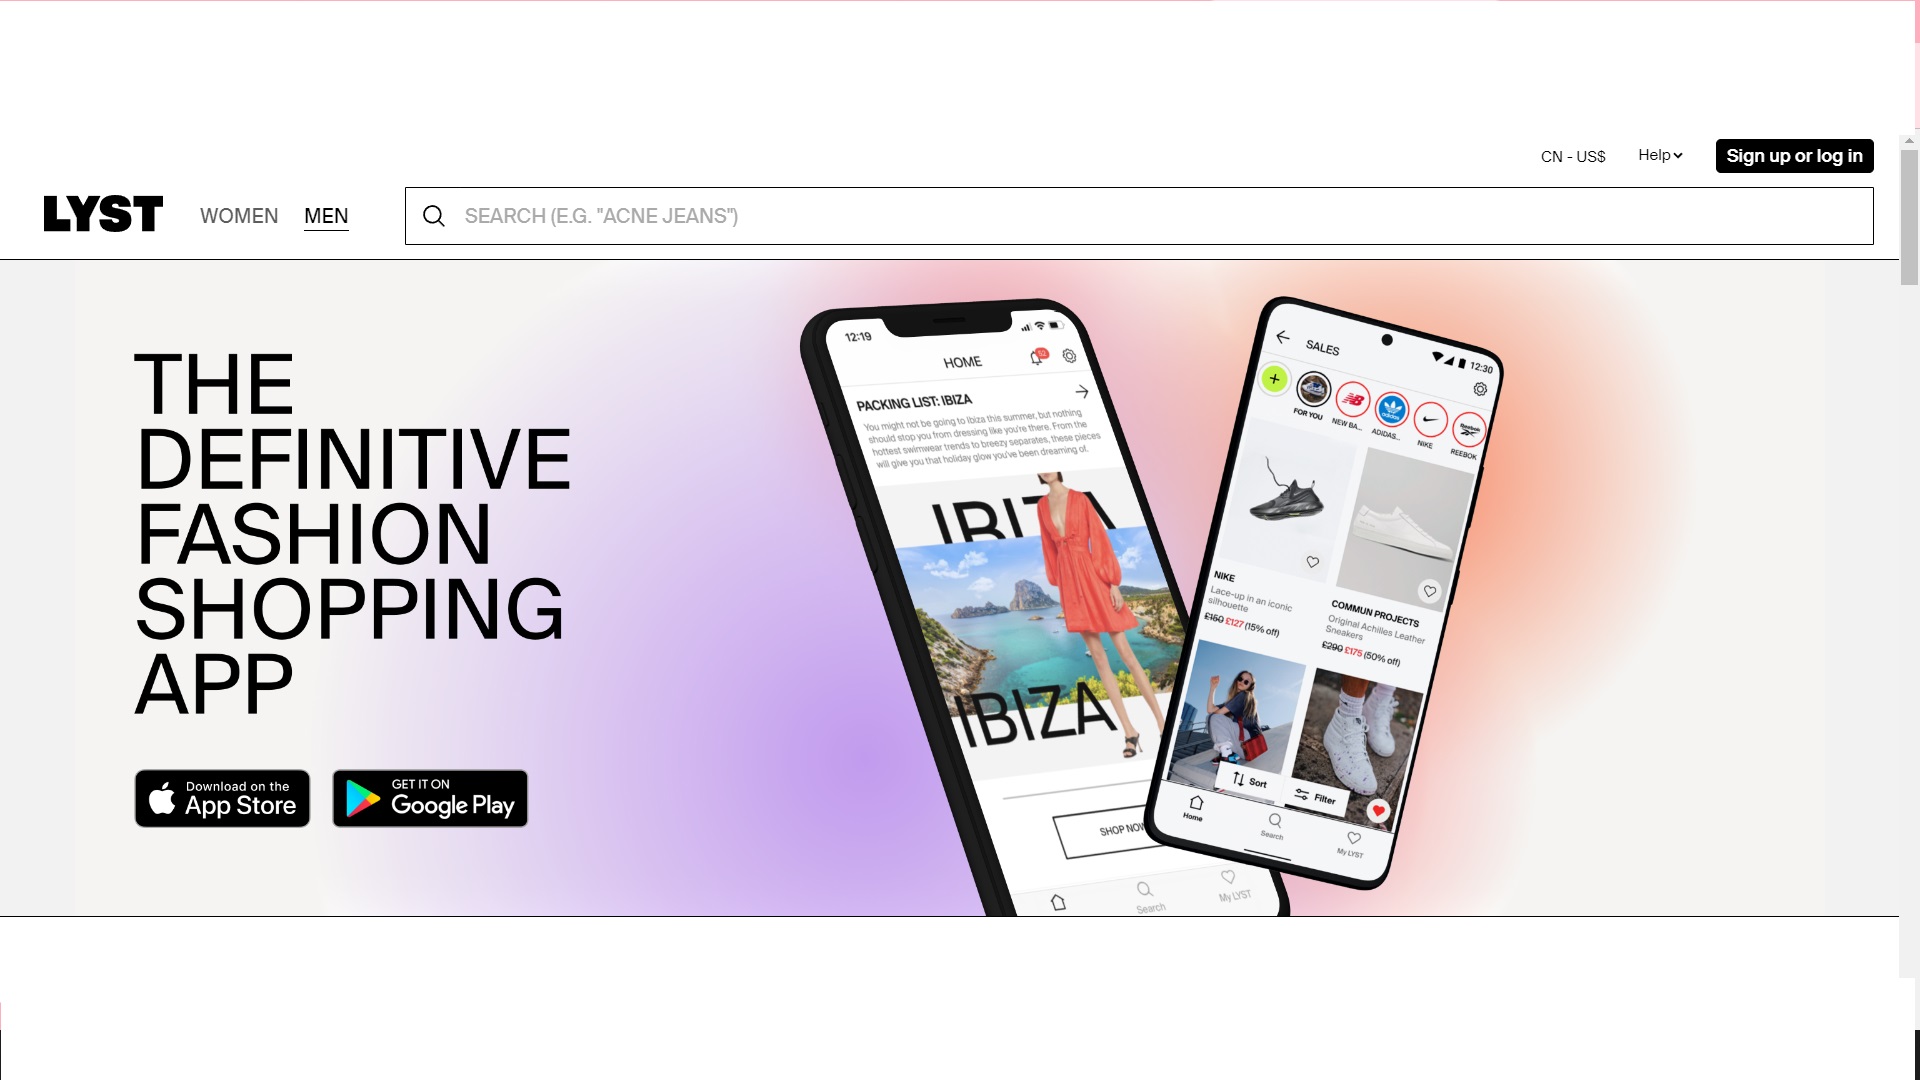 CN - US$
Help
Sign up or log in
LYST
WOMEN
MEN
SEARCH (E.G. "ACNE JEANS")
THE
DEFINITIVE
FASHION
SHOPPING
APP
Download on the
App Store
GET IT ON
Google Play
12:19
HOME
52
PACKING LIST: IBIZA
You might not be going to Ibiza this summer, but nothing
should stop you from dressing like you're there. From the
hottest swimwear trends to breezy separates, these pieces
will give you that holiday glow you've been dreaming of.
IBIZA
IBIZA
SHOP NOW
Search
My LYST
12:30
SALES
FOR YOU
NEW BA...
adidas
ADIDAS...
NIKE
Reebok
REEBOK
NIKE
Lace-up in an iconic
silhouette
£150 £127 (15% off)
COMMUN PROJECTS
Original Achilles Leather
Sneakers
£290 £175 (50% off)
Sort
Filter
Home
Search
My LYST